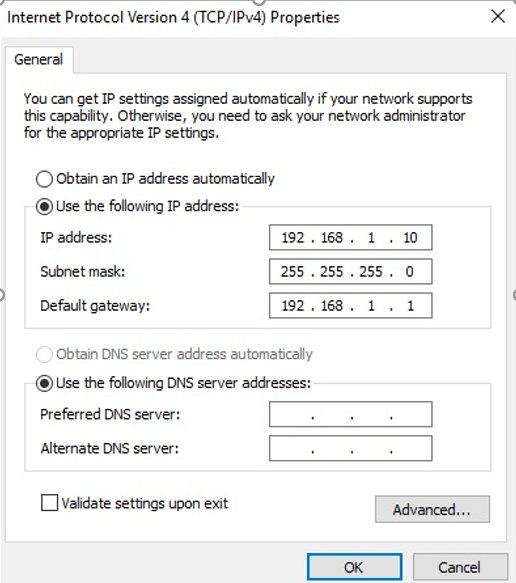 Internet Protocol Version 4 (TCP/IPv4) Properties
General
You can get IP settings assigned automatically if your network supports
this capability. Otherwise, you need to ask your network administrator
for the appropriate IP settings.
Obtain an IP address automatically
Use the following IP address:
IP address: 192 . 168 . 1 . 10
Subnet mask: 255 . 255 . 255 . 0
Default gateway: 192 . 168 . 1 . 1
Obtain DNS server address automatically
Use the following DNS server addresses:
Preferred DNS server: . . .
Alternate DNS server: . . .
Validate settings upon exit
Advanced...
OK Cancel